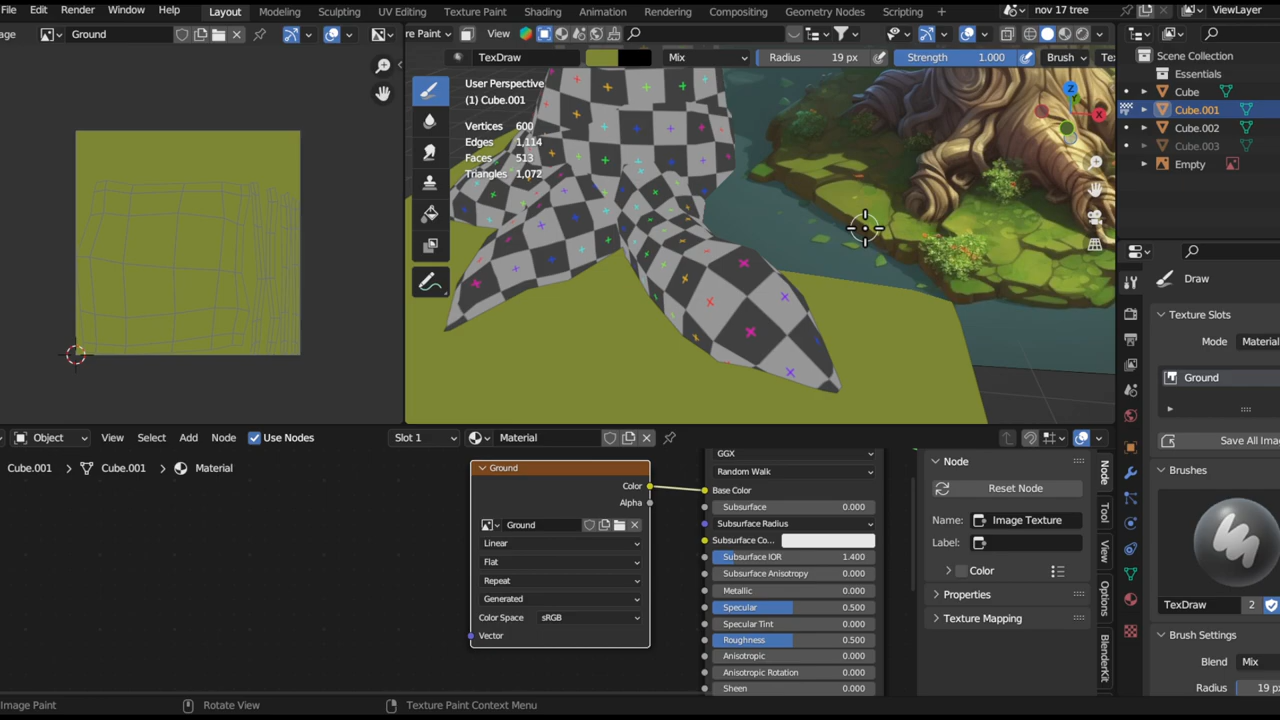 File Edit Render Window Help Layout Modeling Sculpting UV Editing Texture Paint Shading Animation Rendering Compositing Geometry Nodes Scripting + nov 17 tree ViewLayer
age Ground re Paint View
TexDraw Mix Radius 19 px Strength 1.000 Brush Te
User Perspective
(1) Cube.001
Vertices 600
Edges 1,114
Faces 513
Triangles 1,072
Z
X
Scene Collection
Essentials
Cube
Cube.001
Cube.002
Cube.003
Empty
Draw
Texture Slots
Mode Material
Ground
Save All Ima
Brushes
TexDraw 2
Brush Settings
Blend Mix
Radius 19 p
Object View Select Add Node Use Nodes Slot 1 Material
Cube.001 > Cube.001 > Material
Ground
Color
Alpha
Ground
Linear
Flat
Repeat
Generated
Color Space sRGB
Vector
GGX
Random Walk
Base Color
Subsurface 0.000
Subsurface Radius
Subsurface Co...
Subsurface IOR 1.400
Subsurface Anisotropy 0.000
Metallic 0.000
Specular 0.500
Specular Tint 0.000
Roughness 0.500
Anisotropic 0.000
Anisotropic Rotation 0.000
Sheen 0.000
Node
Reset Node
Name: Image Texture
Label:
Color
Properties
Texture Mapping
Node
Tool
View
Options
BlenderKit
Image Paint Rotate View Texture Paint Context Menu